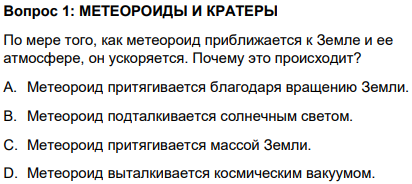 Вопрос 1: МЕТЕОРОИДЫ И КРАТЕРЫ
По мере того, как метеороид приближается к Земле и ее
атмосфере, он ускоряется. Почему это происходит?
A. Метеороид притягивается благодаря вращению Земли.
B. Метеороид подталкивается солнечным светом.
C. Метеороид притягивается массой Земли.
D. Метеороид выталкивается космическим вакуумом.